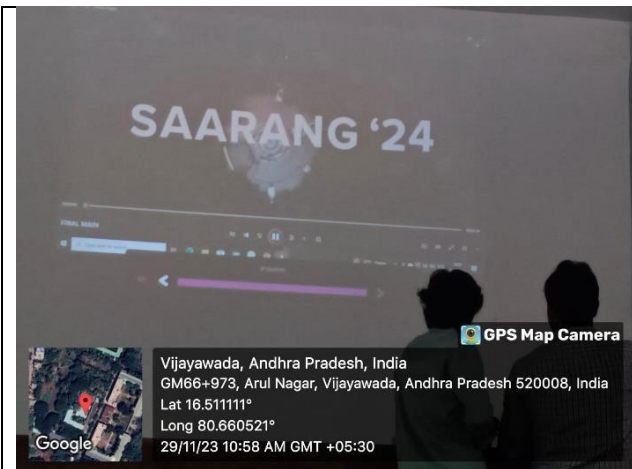 SAARANG ‘24
GPS Map Camera
Vijayawada, Andhra Pradesh, India
GM66+973, Arul Nagar, Vijayawada, Andhra Pradesh 520008, India
Lat 16.511111°
Long 80.660521°
29/11/23 10:58 AM GMT +05:30
Google